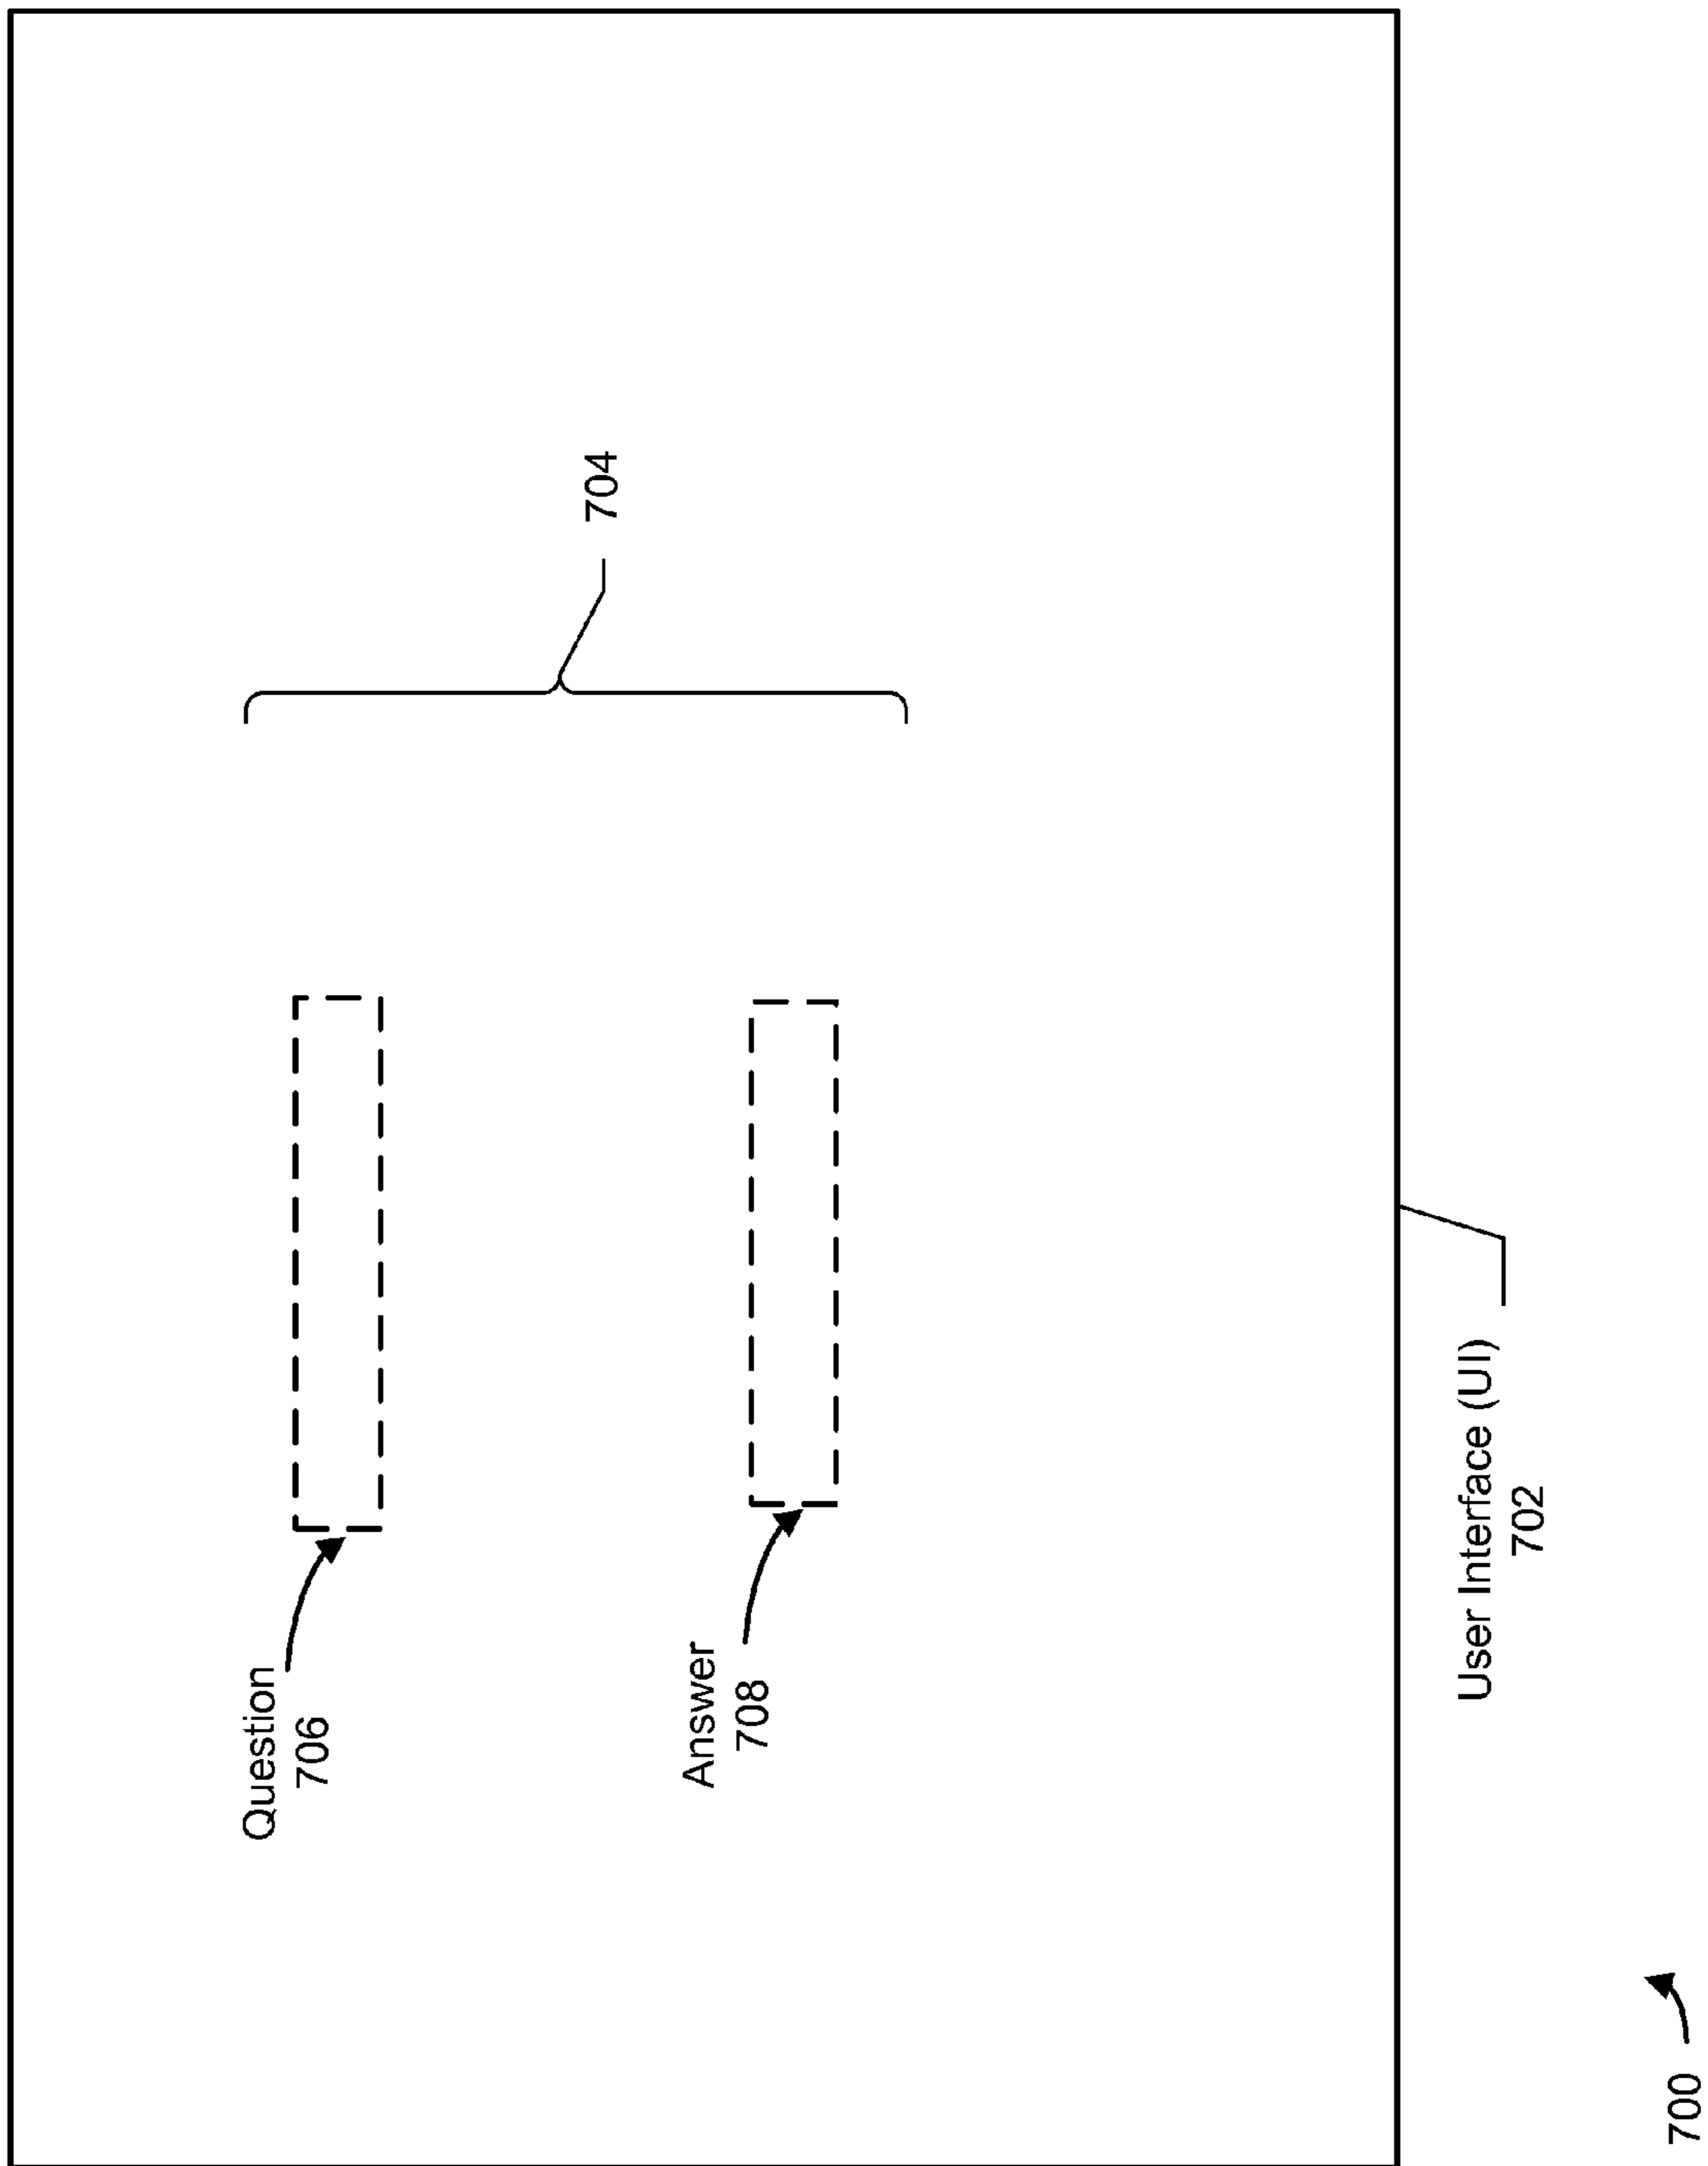 Question
706
704
Answer
708
User Interface (UI)
702
700